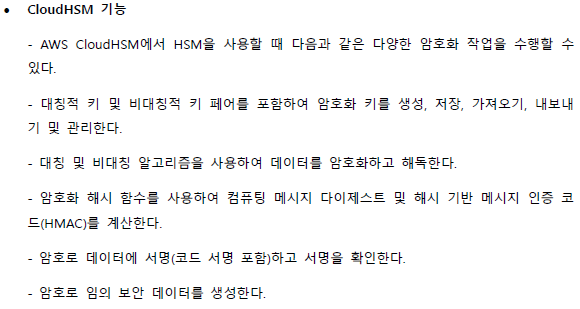 ● CloudHSM 기능
- AWS CloudHSM에서 HSM을 사용할 때 다음과 같은 다양한 암호화 작업을 수행할 수
있다.
- 대칭적 키 및 비대칭적 키 페어를 포함하여 암호화 키를 생성, 저장, 가져오기, 내보내
기 및 관리한다.
- 대칭 및 비대칭 알고리즘을 사용하여 데이터를 암호화하고 해독한다.
- 암호화 해시 함수를 사용하여 컴퓨팅 메시지 다이제스트 및 해시 기반 메시지 인증 코
드(HMAC)를 계산한다.
- 암호로 데이터에 서명(코드 서명 포함)하고 서명을 확인한다.
- 암호로 임의 보안 데이터를 생성한다.